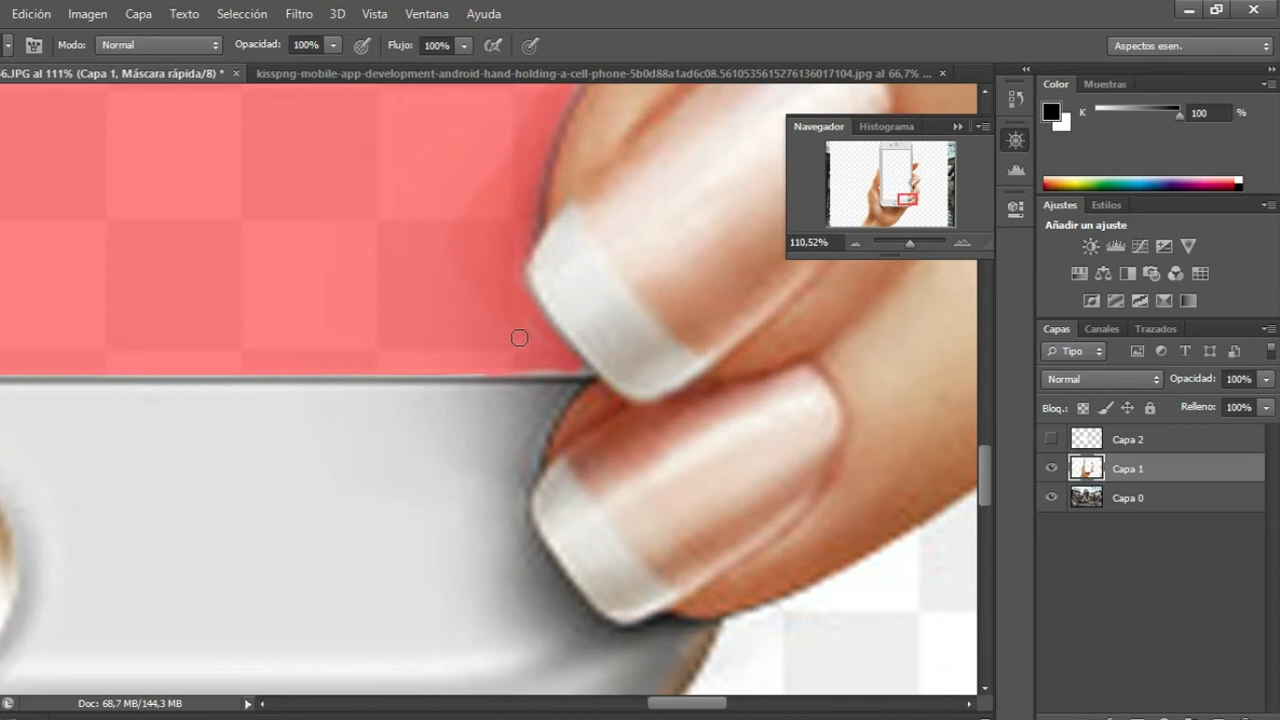 Edición Imagen Capa Texto Selección Filtro 3D Vista Ventana Ayuda
Modo: Normal Opacidad: 100% Flujo: 100% Aspectos esen.
6.JPG al 111% (Capa 1, Máscara rápida/8) * × kisspng-mobile-app-development-android-hand-holding-a-cell-phone-5b0d88a1ad6c08.5610535615276136017104.jpg al 66,7% ... ×
Color Muestras
K 100 %
Navegador Histograma
110,52%
Ajustes Estilos
Añadir un ajuste
Capas Canales Trazados
Tipo
Normal Opacidad: 100%
Bloq.: Relleno: 100%
Capa 2
Capa 1
Capa 0
Doc: 68,7 MB/144,3 MB